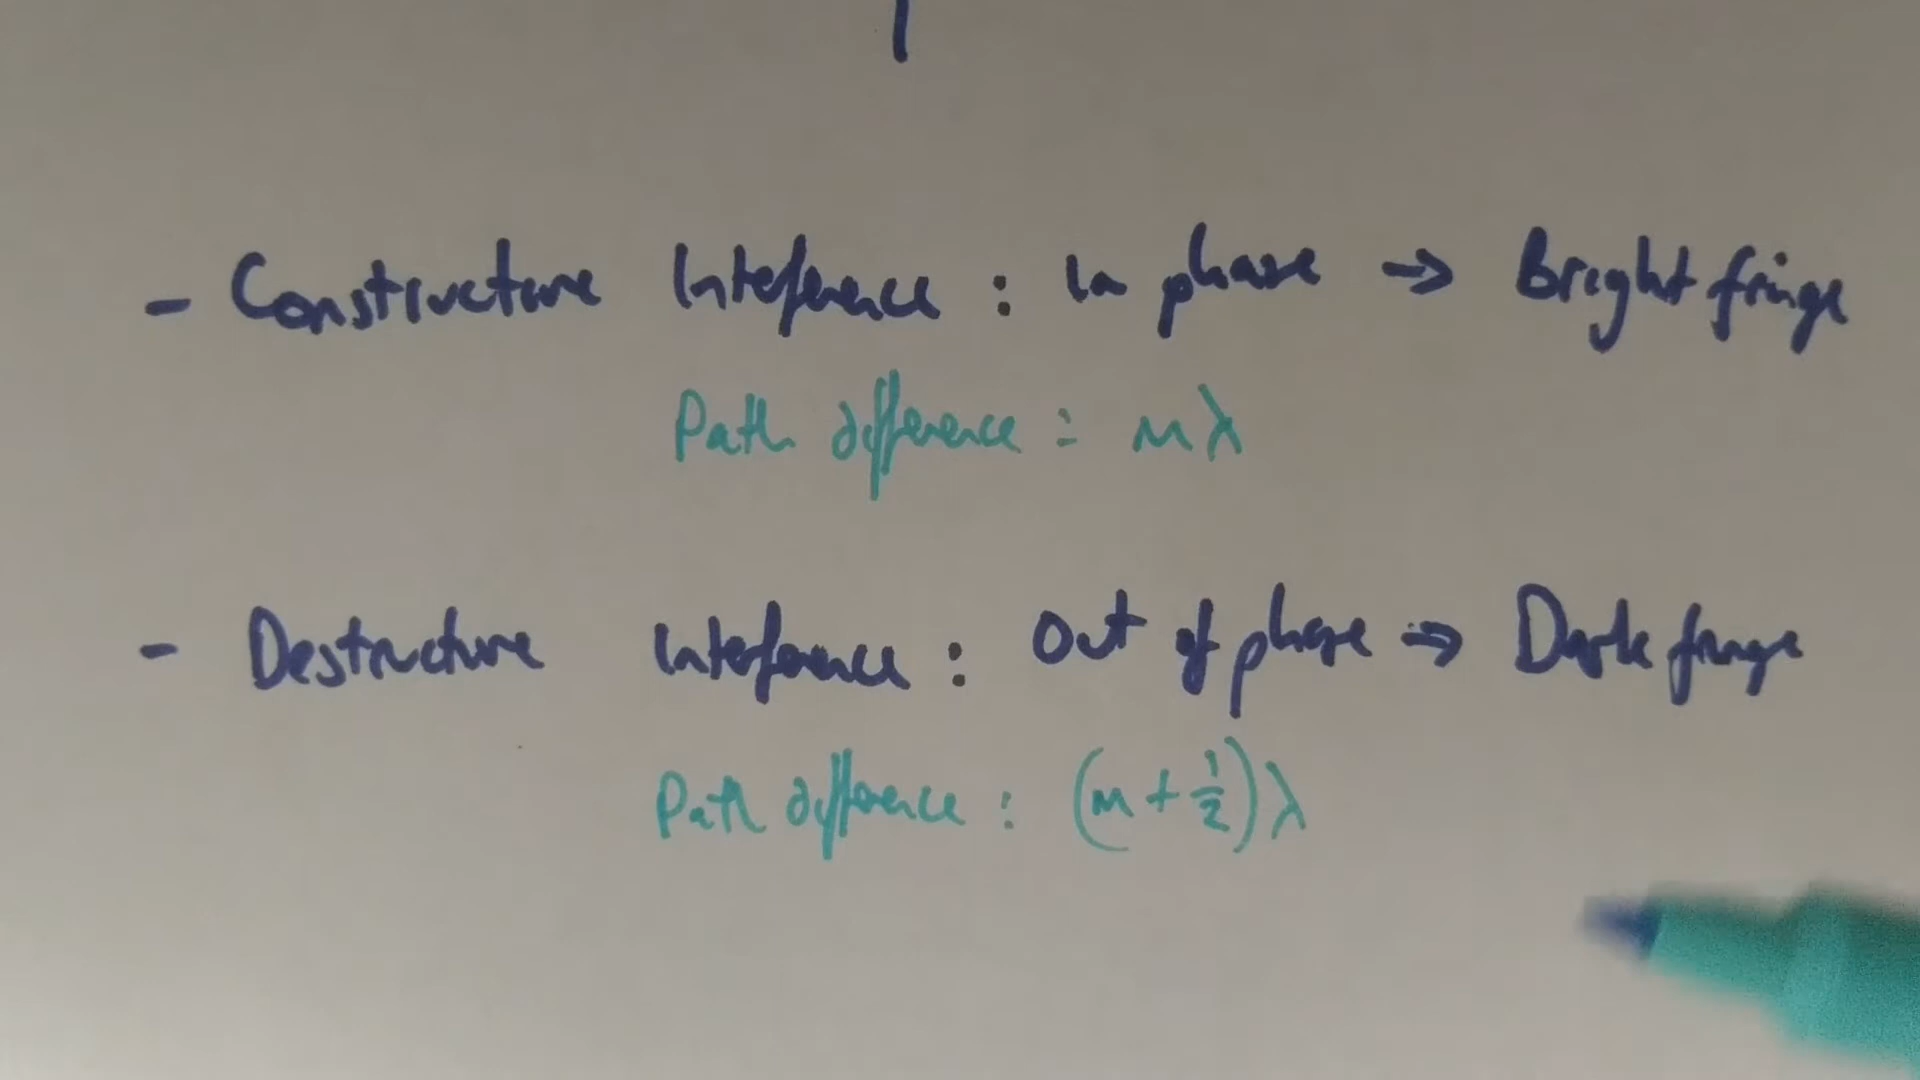 - Constructive Interference : In phase → Bright fringe
Path difference : mλ
- Destructive Interference : Out of phase → Dark fringe
Path difference : (m + 1/2)λ